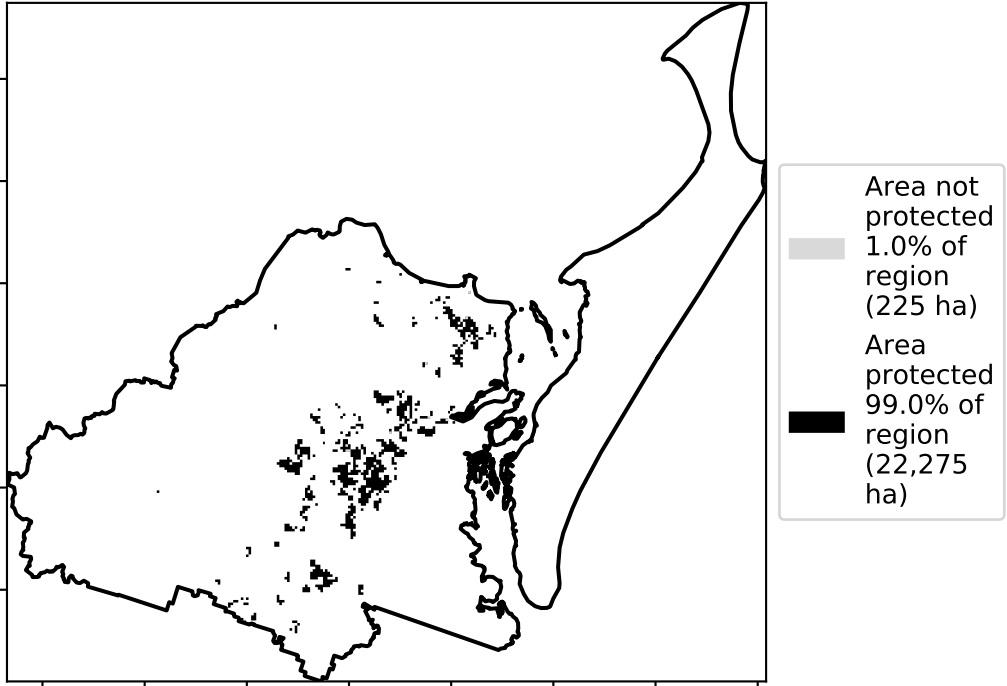 Area not
protected
1.0% of
region
(225 ha)
Area
protected
99.0% of
region
(22,275
ha)